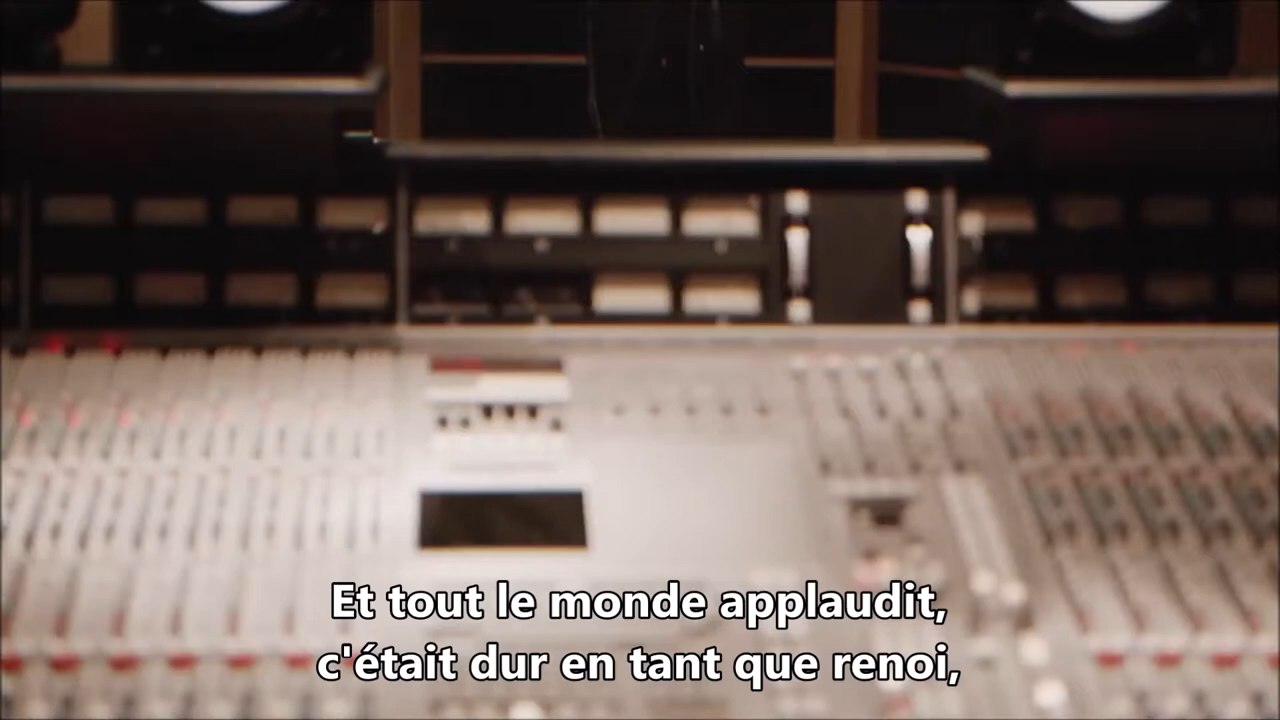 Et tout le monde applaudit,
c'était dur en tant que renoi,